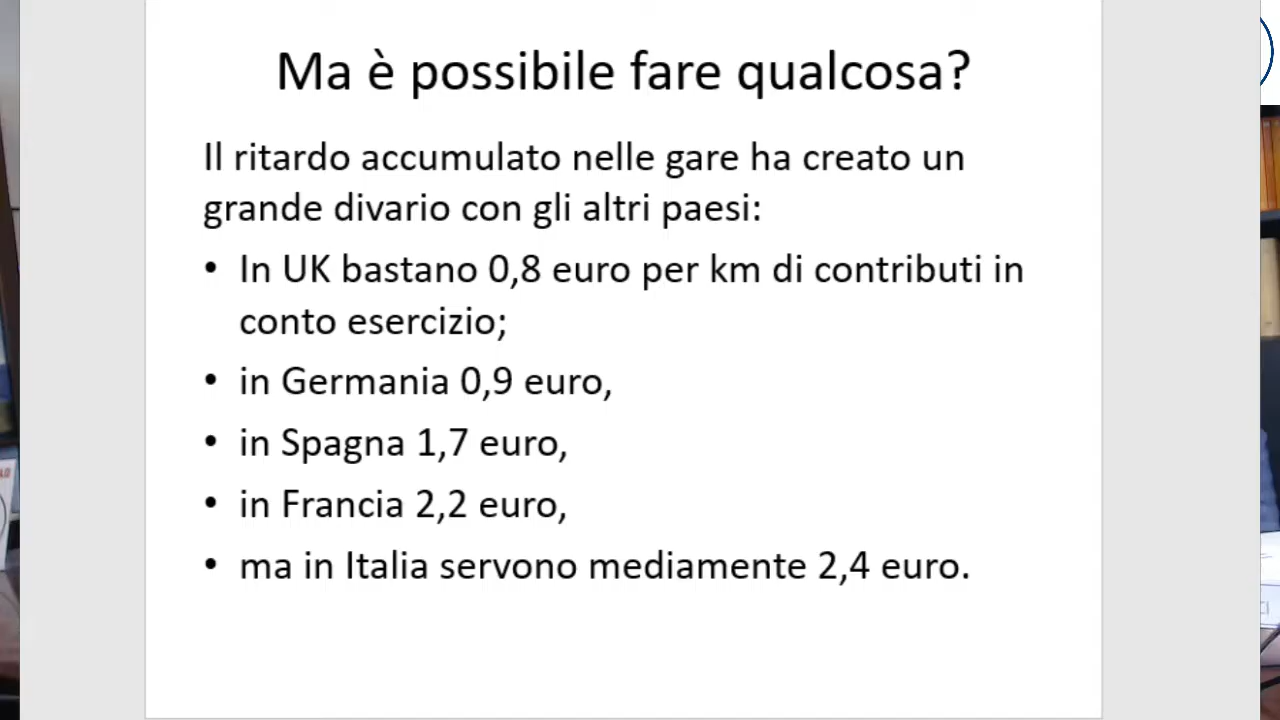 Ma è possibile fare qualcosa?
Il ritardo accumulato nelle gare ha creato un
grande divario con gli altri paesi:
• In UK bastano 0,8 euro per km di contributi in
conto esercizio;
• in Germania 0,9 euro,
• in Spagna 1,7 euro,
• in Francia 2,2 euro,
• ma in Italia servono mediamente 2,4 euro.